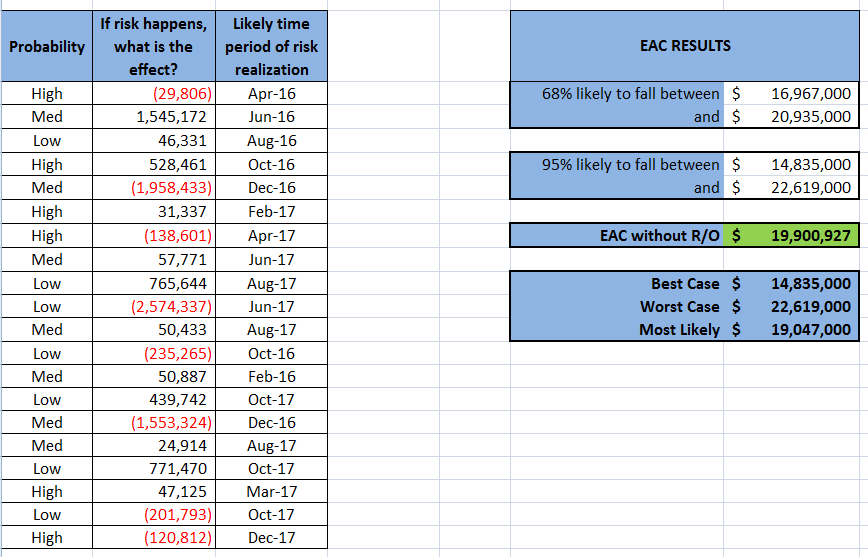 Probability If risk happens, what is the effect? Likely time period of risk realization
High (29,806) Apr-16
Med 1,545,172 Jun-16
Low 46,331 Aug-16
High 528,461 Oct-16
Med (1,958,433) Dec-16
High 31,337 Feb-17
High (138,601) Apr-17
Med 57,771 Jun-17
Low 765,644 Aug-17
Low (2,574,337) Jun-17
Med 50,433 Aug-17
Low (235,265) Oct-16
Med 50,887 Feb-16
Low 439,742 Oct-17
Med (1,553,324) Dec-16
Med 24,914 Aug-17
Low 771,470 Oct-17
High 47,125 Mar-17
Low (201,793) Oct-17
High (120,812) Dec-17
EAC RESULTS
68% likely to fall between $ 16,967,000
and $ 20,935,000
95% likely to fall between $ 14,835,000
and $ 22,619,000
EAC without R/O $ 19,900,927
Best Case $ 14,835,000
Worst Case $ 22,619,000
Most Likely $ 19,047,000